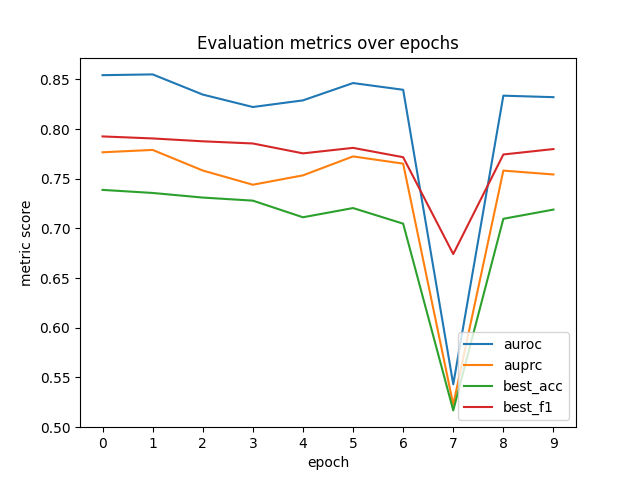 Evaluation metrics over epochs
metric score
0.85
0.80
0.75
0.70
0.65
0.60
0.55
0.50
0 1 2 3 4 5 6 7 8 9
epoch
auroc
auprc
best_acc
best_f1